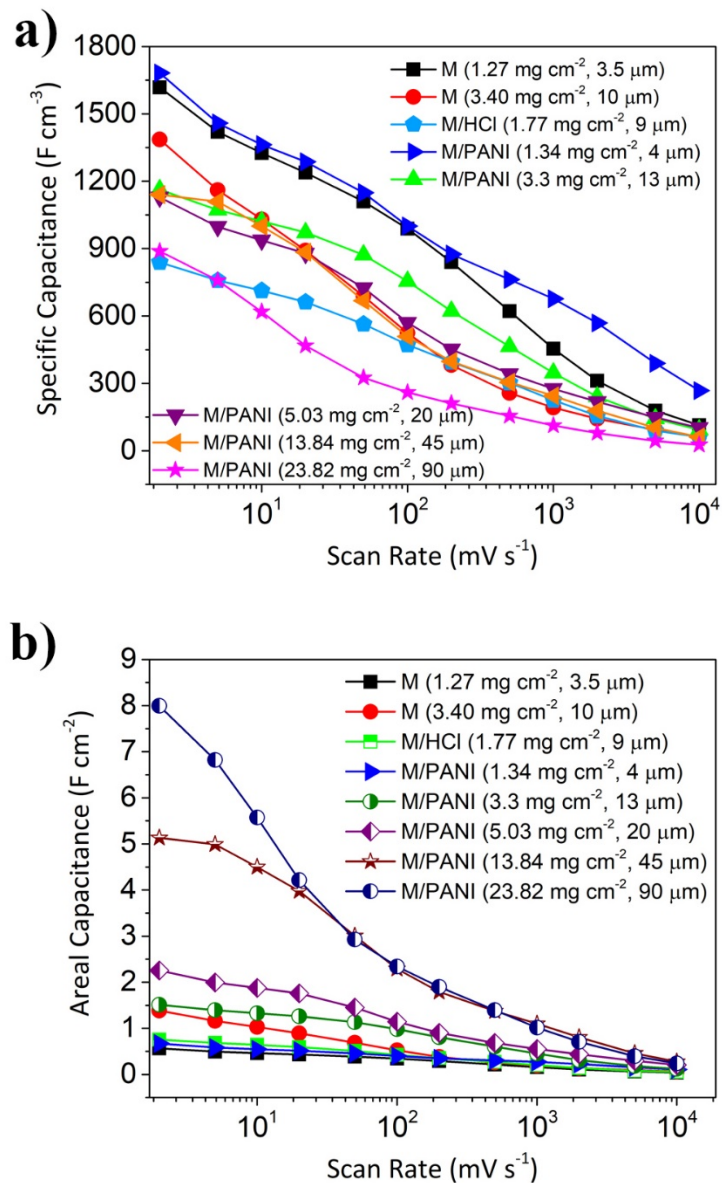 a)
1800
1500
1200
900
600
300
0
Specific Capacitance (F cm⁻³)
M (1.27 mg cm⁻², 3.5 μm)
M (3.40 mg cm⁻², 10 μm)
M/HCl (1.77 mg cm⁻², 9 μm)
M/PANI (1.34 mg cm⁻², 4 μm)
M/PANI (3.3 mg cm⁻², 13 μm)
M/PANI (5.03 mg cm⁻², 20 μm)
M/PANI (13.84 mg cm⁻², 45 μm)
M/PANI (23.82 mg cm⁻², 90 μm)
10¹ 10² 10³ 10⁴
Scan Rate (mV s⁻¹)
b)
9
8
7
6
5
4
3
2
1
0
Areal Capacitance (F cm⁻²)
M (1.27 mg cm⁻², 3.5 μm)
M (3.40 mg cm⁻², 10 μm)
M/HCl (1.77 mg cm⁻², 9 μm)
M/PANI (1.34 mg cm⁻², 4 μm)
M/PANI (3.3 mg cm⁻², 13 μm)
M/PANI (5.03 mg cm⁻², 20 μm)
M/PANI (13.84 mg cm⁻², 45 μm)
M/PANI (23.82 mg cm⁻², 90 μm)
10¹ 10² 10³ 10⁴
Scan Rate (mV s⁻¹)